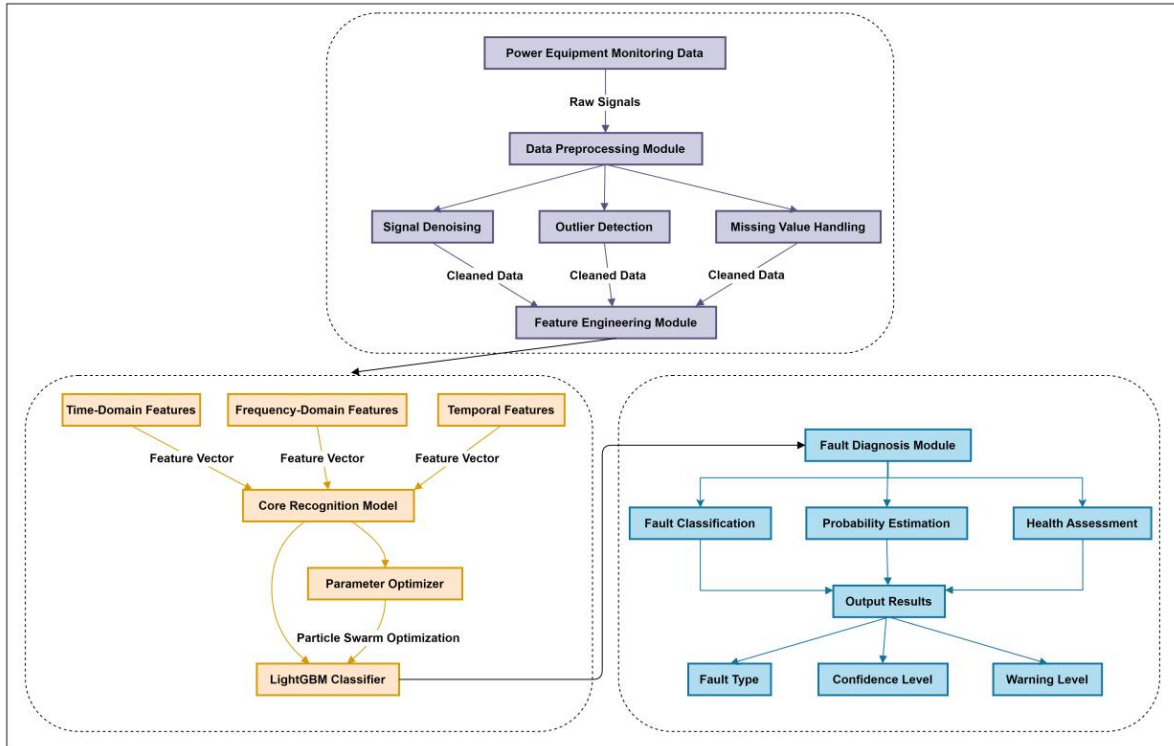 Power Equipment Monitoring Data
Raw Signals
Data Preprocessing Module
Signal Denoising
Outlier Detection
Missing Value Handling
Cleaned Data
Cleaned Data
Cleaned Data
Feature Engineering Module
Time-Domain Features
Frequency-Domain Features
Temporal Features
Feature Vector
Feature Vector
Feature Vector
Core Recognition Model
Parameter Optimizer
Particle Swarm Optimization
LightGBM Classifier
Fault Diagnosis Module
Fault Classification
Probability Estimation
Health Assessment
Output Results
Fault Type
Confidence Level
Warning Level